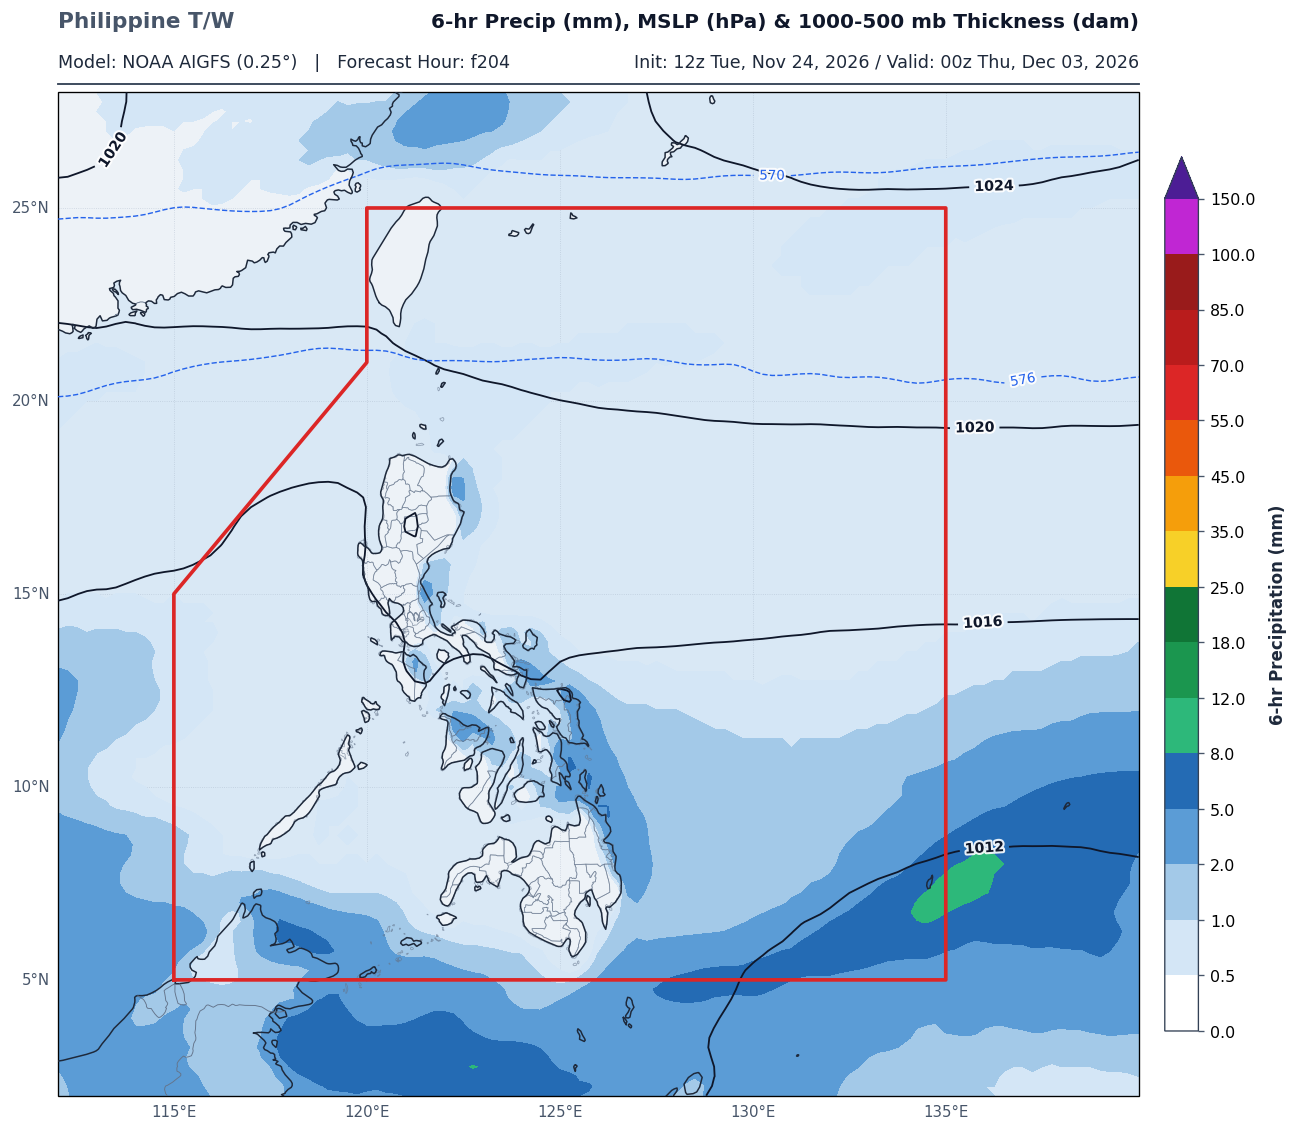 Philippine T/W
6-hr Precip (mm), MSLP (hPa) & 1000-500 mb Thickness (dam)
Model: NOAA AIGFS (0.25°) | Forecast Hour: f204
Init: 12z Tue, Nov 24, 2026 / Valid: 00z Thu, Dec 03, 2026
1020
570
1024
576
1020
1016
1012
25°N
20°N
15°N
10°N
5°N
115°E
120°E
125°E
130°E
135°E
150.0
100.0
85.0
70.0
55.0
45.0
35.0
25.0
18.0
12.0
8.0
5.0
2.0
1.0
0.5
0.0
6-hr Precipitation (mm)